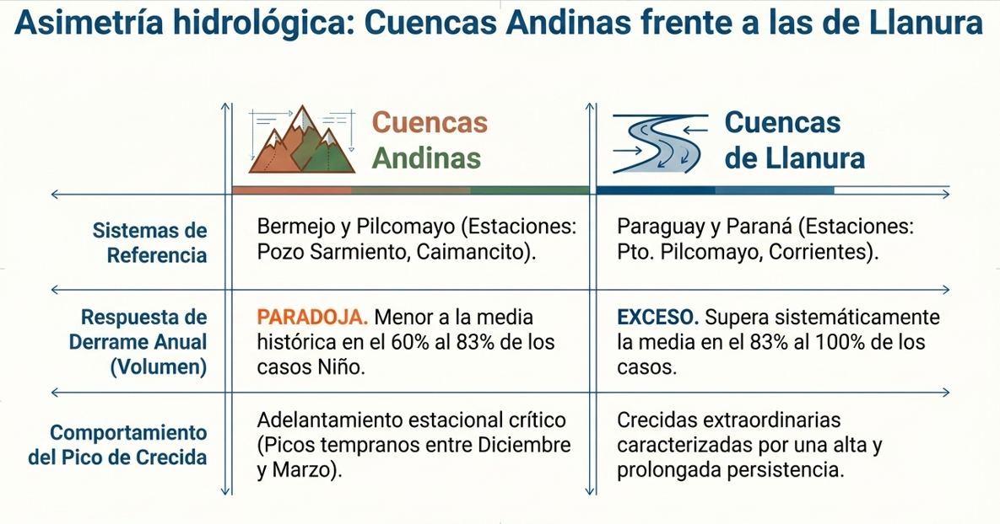 Asimetría hidrológica: Cuencas Andinas frente a las de Llanura
Cuencas
Andinas
Cuencas
de Llanura
Sistemas de
Referencia
Bermejo y Pilcomayo (Estaciones:
Pozo Sarmiento, Caimancito).
Paraguay y Paraná (Estaciones:
Pto. Pilcomayo, Corrientes).
Respuesta de
Derrame Anual
(Volumen)
PARADOJA. Menor a la media
histórica en el 60% al 83% de los
casos Niño.
EXCESO. Supera sistemáticamente
la media en el 83% al 100% de los
casos.
Comportamiento
del Pico de Crecida
Adelantamiento estacional crítico
(Picos tempranos entre Diciembre
y Marzo).
Crecidas extraordinarias
caracterizadas por una alta y
prolongada persistencia.